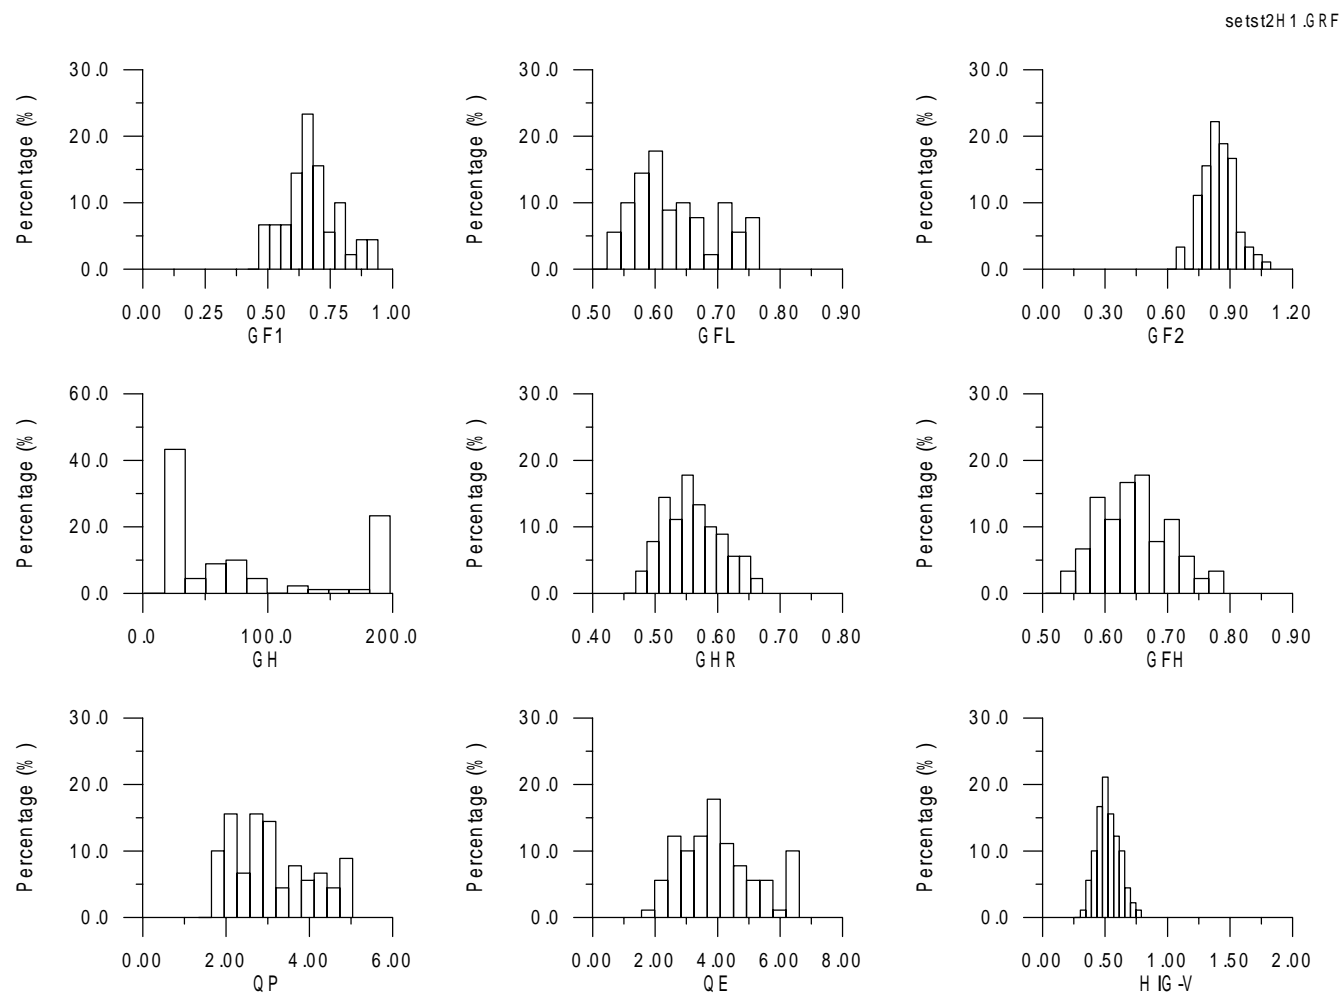 setst2H1.GRF
Percentage (%)
30.0
20.0
10.0
0.0
0.00 0.25 0.50 0.75 1.00
GF1
Percentage (%)
30.0
20.0
10.0
0.0
0.50 0.60 0.70 0.80 0.90
GFL
Percentage (%)
30.0
20.0
10.0
0.0
0.00 0.30 0.60 0.90 1.20
GF2
Percentage (%)
60.0
40.0
20.0
0.0
0.0 100.0 200.0
GH
Percentage (%)
30.0
20.0
10.0
0.0
0.40 0.50 0.60 0.70 0.80
GHR
Percentage (%)
30.0
20.0
10.0
0.0
0.50 0.60 0.70 0.80 0.90
GFH
Percentage (%)
30.0
20.0
10.0
0.0
0.00 2.00 4.00 6.00
QP
Percentage (%)
30.0
20.0
10.0
0.0
0.00 2.00 4.00 6.00 8.00
QE
Percentage (%)
30.0
20.0
10.0
0.0
0.00 0.50 1.00 1.50 2.00
HIG-V